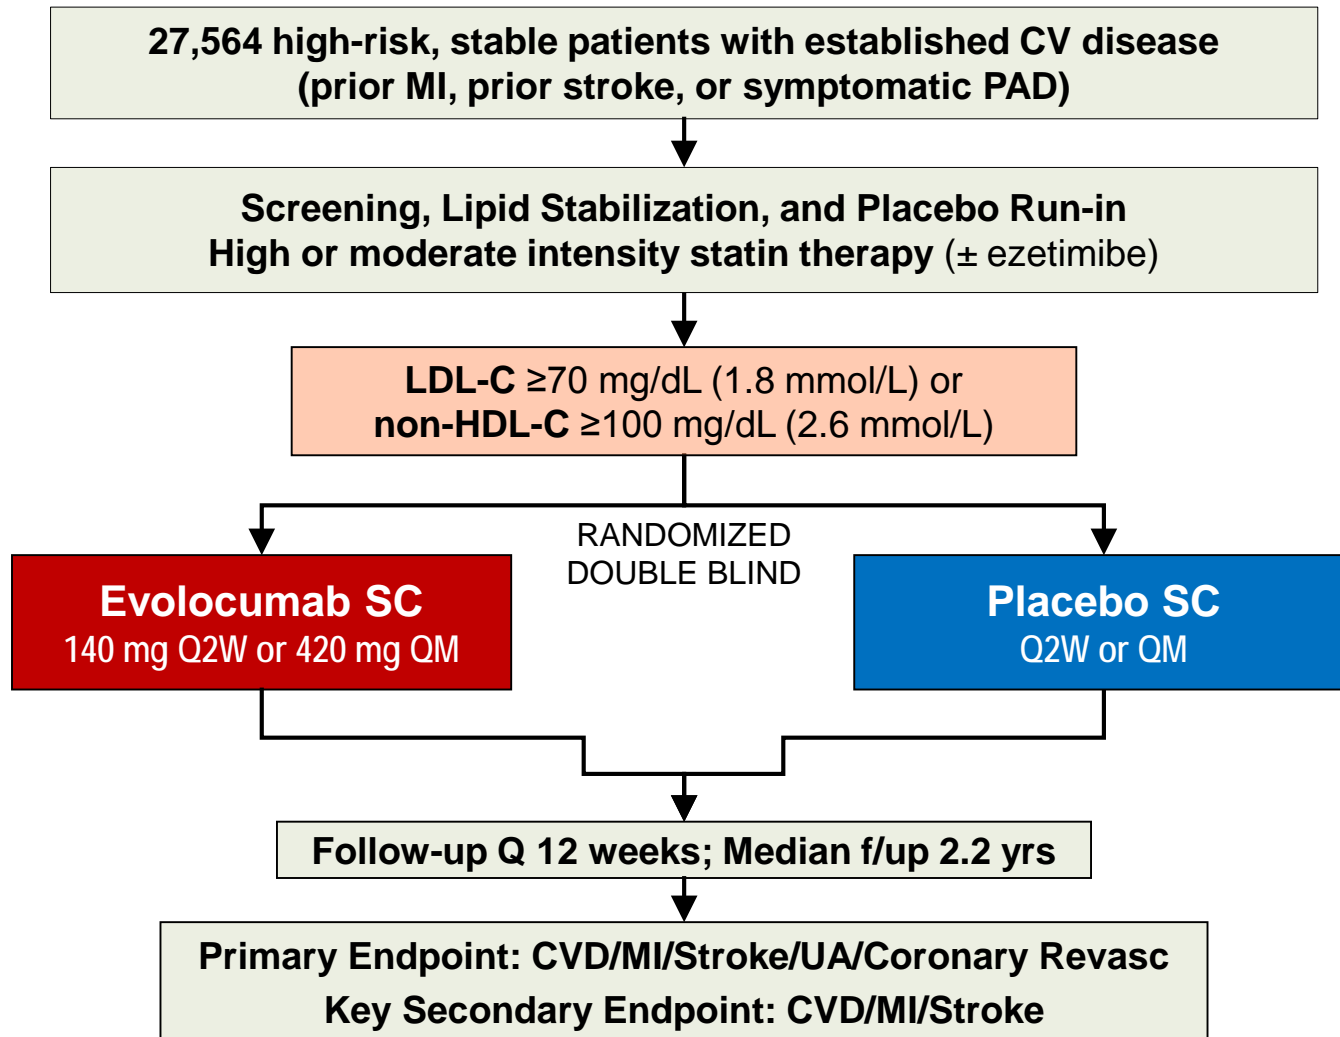 27,564 high-risk, stable patients with established CV disease
(prior MI, prior stroke, or symptomatic PAD)
Screening, Lipid Stabilization, and Placebo Run-in
High or moderate intensity statin therapy (± ezetimibe)
LDL-C ≥70 mg/dL (1.8 mmol/L) or
non-HDL-C ≥100 mg/dL (2.6 mmol/L)
RANDOMIZED
DOUBLE BLIND
Evolocumab SC
140 mg Q2W or 420 mg QM
Placebo SC
Q2W or QM
Follow-up Q 12 weeks; Median f/up 2.2 yrs
Primary Endpoint: CVD/MI/Stroke/UA/Coronary Revasc
Key Secondary Endpoint: CVD/MI/Stroke